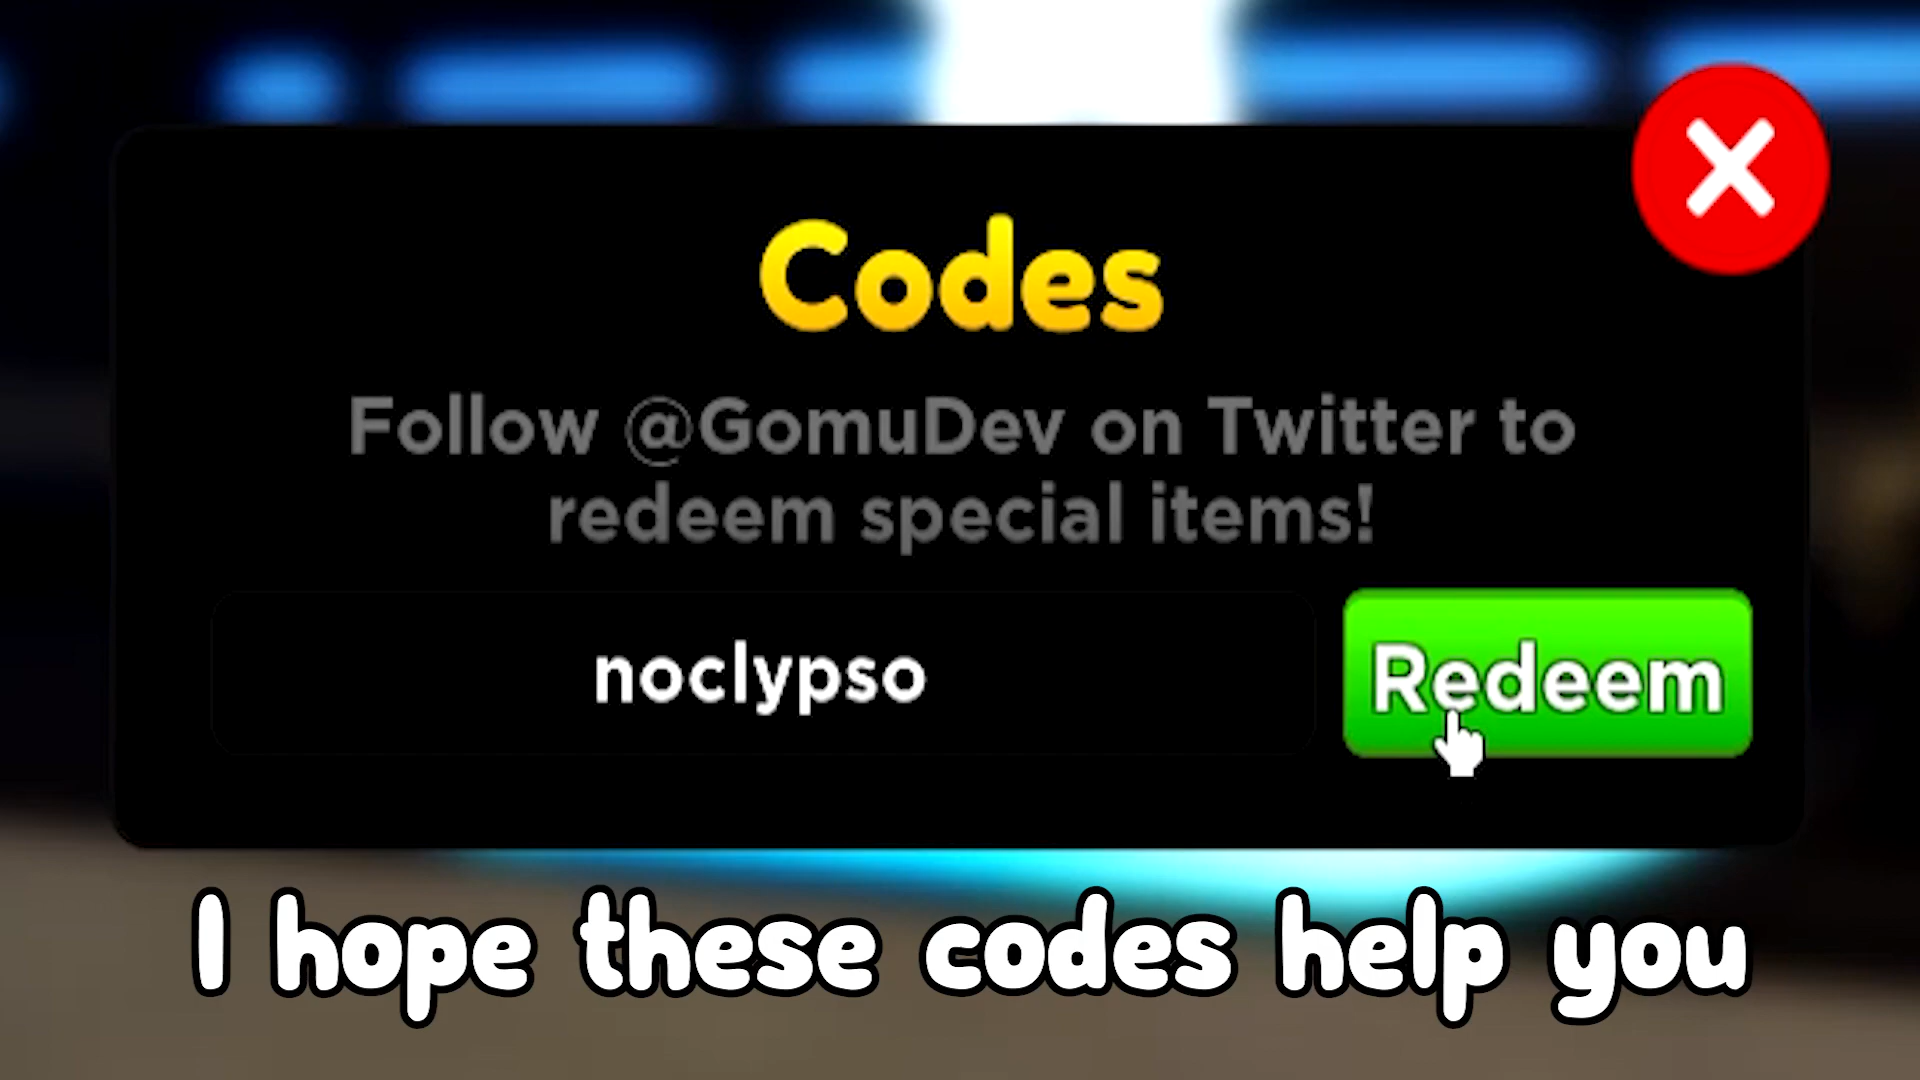 Codes
Follow @GomuDev on Twitter to
redeem special items!
noclypso
Redeem
I hope these codes help you